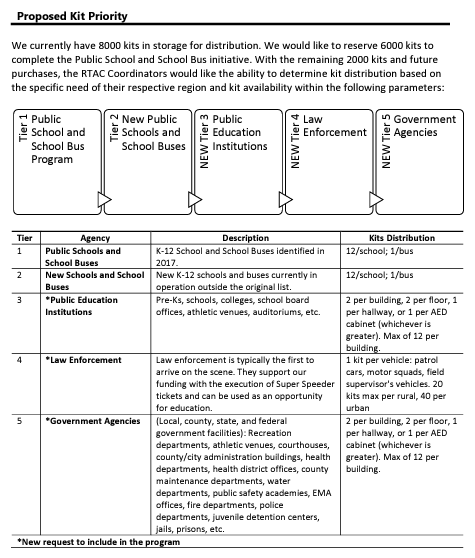 Proposed Kit Priority
We currently have 8000 kits in storage for distribution. We would like to reserve 6000 kits to
complete the Public School and School Bus initiative. With the remaining 2000 kits and future
purchases, the RTAC Coordinators would like the ability to determine kit distribution based on
the specific need of their respective region and kit availability within the following parameters:
Tier 1
Public
School and
School Bus
Program
Tier 2
New Public
Schools and
School Buses
NEW Tier 3
Public
Education
Institutions
NEW Tier 4
Law
Enforcement
NEW Tier 5
Government
Agencies
Tier Agency Description Kits Distribution
1 Public Schools and School Buses K-12 School and School Buses identified in 2017. 12/school; 1/bus
2 New Schools and School Buses New K-12 schools and buses currently in operation outside the original list. 12/school; 1/bus
3 *Public Education Institutions Pre-Ks, schools, colleges, school board offices, athletic venues, auditoriums, etc. 2 per building, 2 per floor, 1 per hallway, or 1 per AED cabinet (whichever is greater). Max of 12 per building.
4 *Law Enforcement Law enforcement is typically the first to arrive on the scene. They support our funding with the execution of Super Speeder tickets and can be used as an opportunity for education. 1 kit per vehicle: patrol cars, motor squads, field supervisor's vehicles. 20 kits max per rural, 40 per urban
5 *Government Agencies (Local, county, state, and federal government facilities): Recreation departments, athletic venues, courthouses, county/city administration buildings, health departments, health district offices, county maintenance departments, water departments, public safety academies, EMA offices, fire departments, police departments, juvenile detention centers, jails, prisons, etc. 2 per building, 2 per floor, 1 per hallway, or 1 per AED cabinet (whichever is greater). Max of 12 per building.
*New request to include in the program